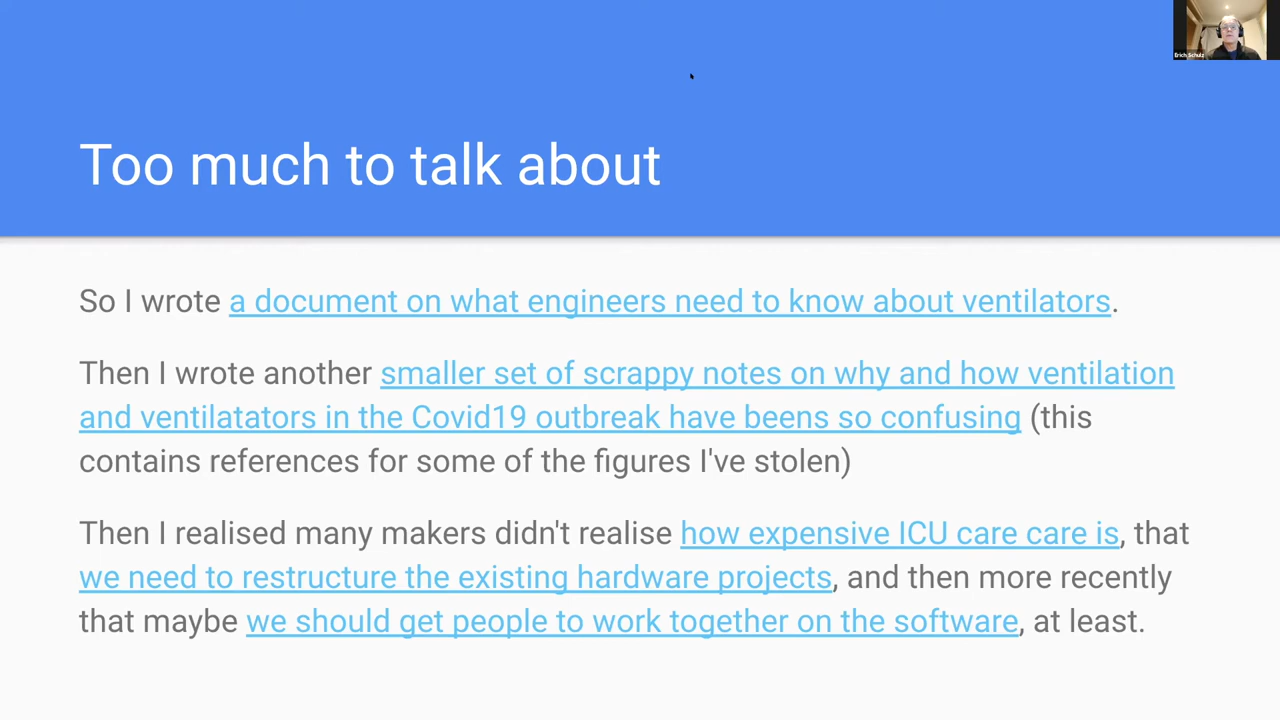 Erich Schulz
Too much to talk about
So I wrote a document on what engineers need to know about ventilators.
Then I wrote another smaller set of scrappy notes on why and how ventilation
and ventilatators in the Covid19 outbreak have beens so confusing (this
contains references for some of the figures I've stolen)
Then I realised many makers didn't realise how expensive ICU care care is, that
we need to restructure the existing hardware projects, and then more recently
that maybe we should get people to work together on the software, at least.